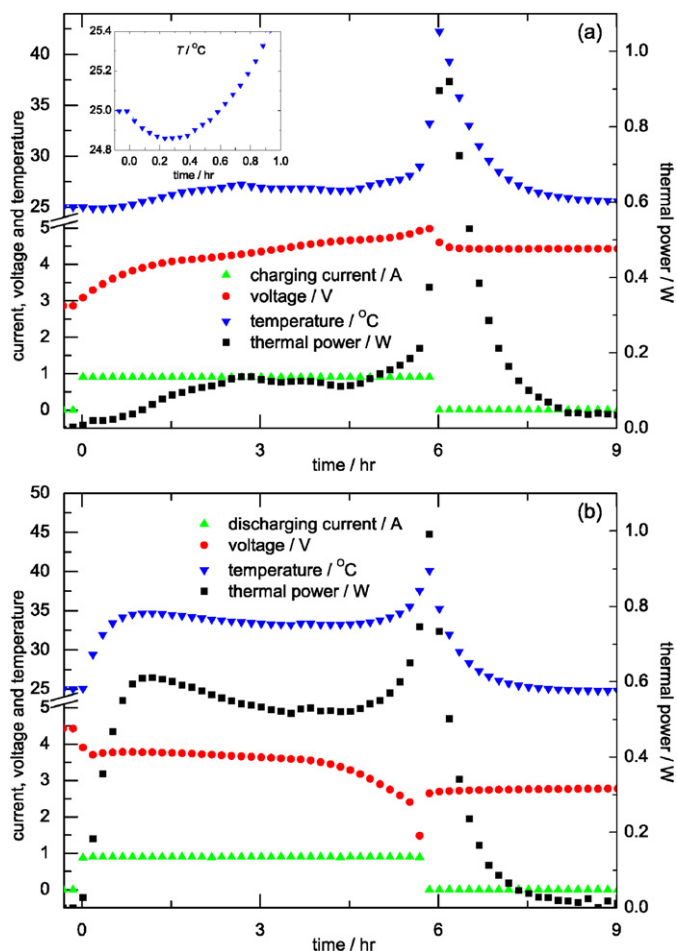 (a)
25.4
25.2
25.0
24.8
T / °C
0.0 0.2 0.4 0.6 0.8 1.0
time / hr
40
35
30
25
5
4
3
2
1
0
current, voltage and temperature
charging current / A
voltage / V
temperature / °C
thermal power / W
1.0
0.8
0.6
0.4
0.2
0.0
thermal power / W
0 3 6 9
time / hr
(b)
50
45
40
35
30
25
5
4
3
2
1
0
current, voltage and temperature
discharging current / A
voltage / V
temperature / °C
thermal power / W
1.0
0.8
0.6
0.4
0.2
0.0
thermal power / W
0 3 6 9
time / hr